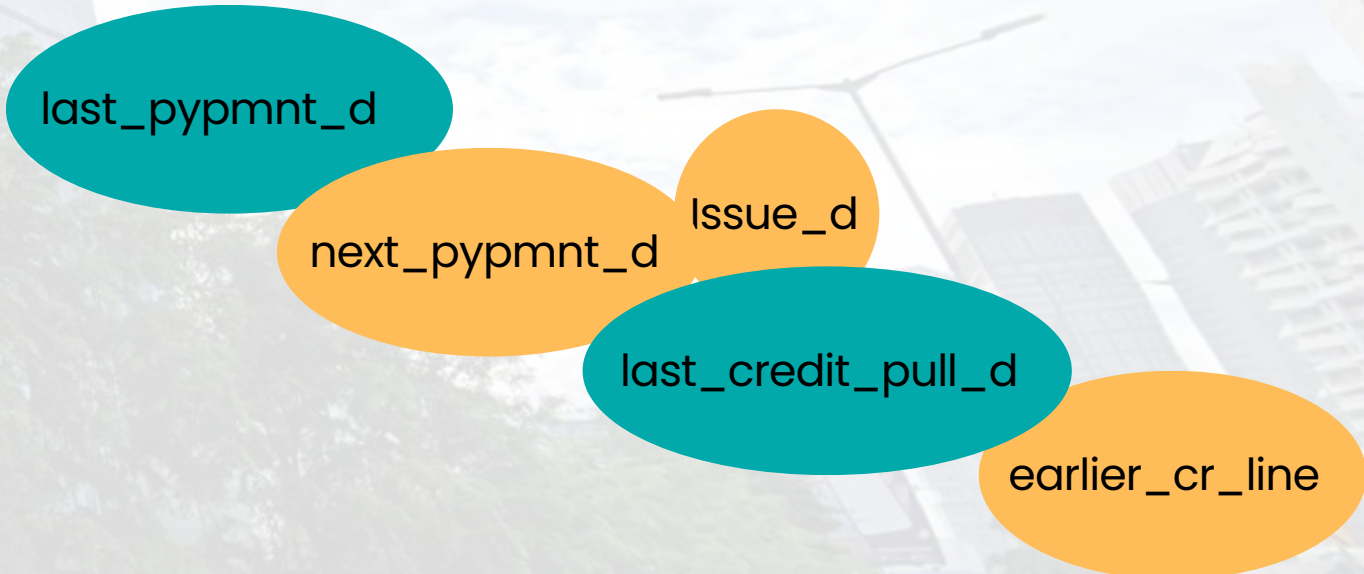 last_pypmnt_d
next_pypmnt_d
Issue_d
last_credit_pull_d
earlier_cr_line